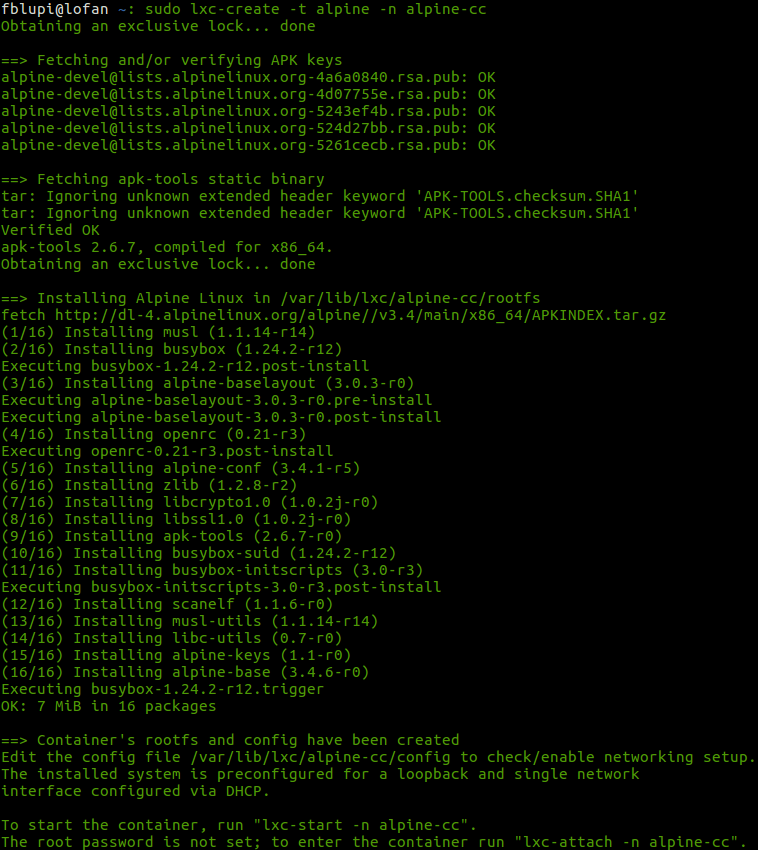 fblupi@lofan ~: sudo lxc-create -t alpine -n alpine-cc
Obtaining an exclusive lock... done
==> Fetching and/or verifying APK keys
alpine-devel@lists.alpinelinux.org-4a6a0840.rsa.pub: OK
alpine-devel@lists.alpinelinux.org-4d07755e.rsa.pub: OK
alpine-devel@lists.alpinelinux.org-5243ef4b.rsa.pub: OK
alpine-devel@lists.alpinelinux.org-524d27bb.rsa.pub: OK
alpine-devel@lists.alpinelinux.org-5261cecb.rsa.pub: OK
==> Fetching apk-tools static binary
tar: Ignoring unknown extended header keyword 'APK-TOOLS.checksum.SHA1'
tar: Ignoring unknown extended header keyword 'APK-TOOLS.checksum.SHA1'
Verified OK
apk-tools 2.6.7, compiled for x86_64.
Obtaining an exclusive lock... done
==> Installing Alpine Linux in /var/lib/lxc/alpine-cc/rootfs
fetch http://dl-4.alpinelinux.org/alpine//v3.4/main/x86_64/APKINDEX.tar.gz
(1/16) Installing musl (1.1.14-r14)
(2/16) Installing busybox (1.24.2-r12)
Executing busybox-1.24.2-r12.post-install
(3/16) Installing alpine-baselayout (3.0.3-r0)
Executing alpine-baselayout-3.0.3-r0.pre-install
Executing alpine-baselayout-3.0.3-r0.post-install
(4/16) Installing openrc (0.21-r3)
Executing openrc-0.21-r3.post-install
(5/16) Installing alpine-conf (3.4.1-r5)
(6/16) Installing zlib (1.2.8-r2)
(7/16) Installing libcrypto1.0 (1.0.2j-r0)
(8/16) Installing libssl1.0 (1.0.2j-r0)
(9/16) Installing apk-tools (2.6.7-r0)
(10/16) Installing busybox-suid (1.24.2-r12)
(11/16) Installing busybox-initscripts (3.0-r3)
Executing busybox-initscripts-3.0-r3.post-install
(12/16) Installing scanelf (1.1.6-r0)
(13/16) Installing musl-utils (1.1.14-r14)
(14/16) Installing libc-utils (0.7-r0)
(15/16) Installing alpine-keys (1.1-r0)
(16/16) Installing alpine-base (3.4.6-r0)
Executing busybox-1.24.2-r12.trigger
OK: 7 MiB in 16 packages
==> Container's rootfs and config have been created
Edit the config file /var/lib/lxc/alpine-cc/config to check/enable networking setup.
The installed system is preconfigured for a loopback and single network
interface configured via DHCP.
To start the container, run "lxc-start -n alpine-cc".
The root password is not set; to enter the container run "lxc-attach -n alpine-cc".